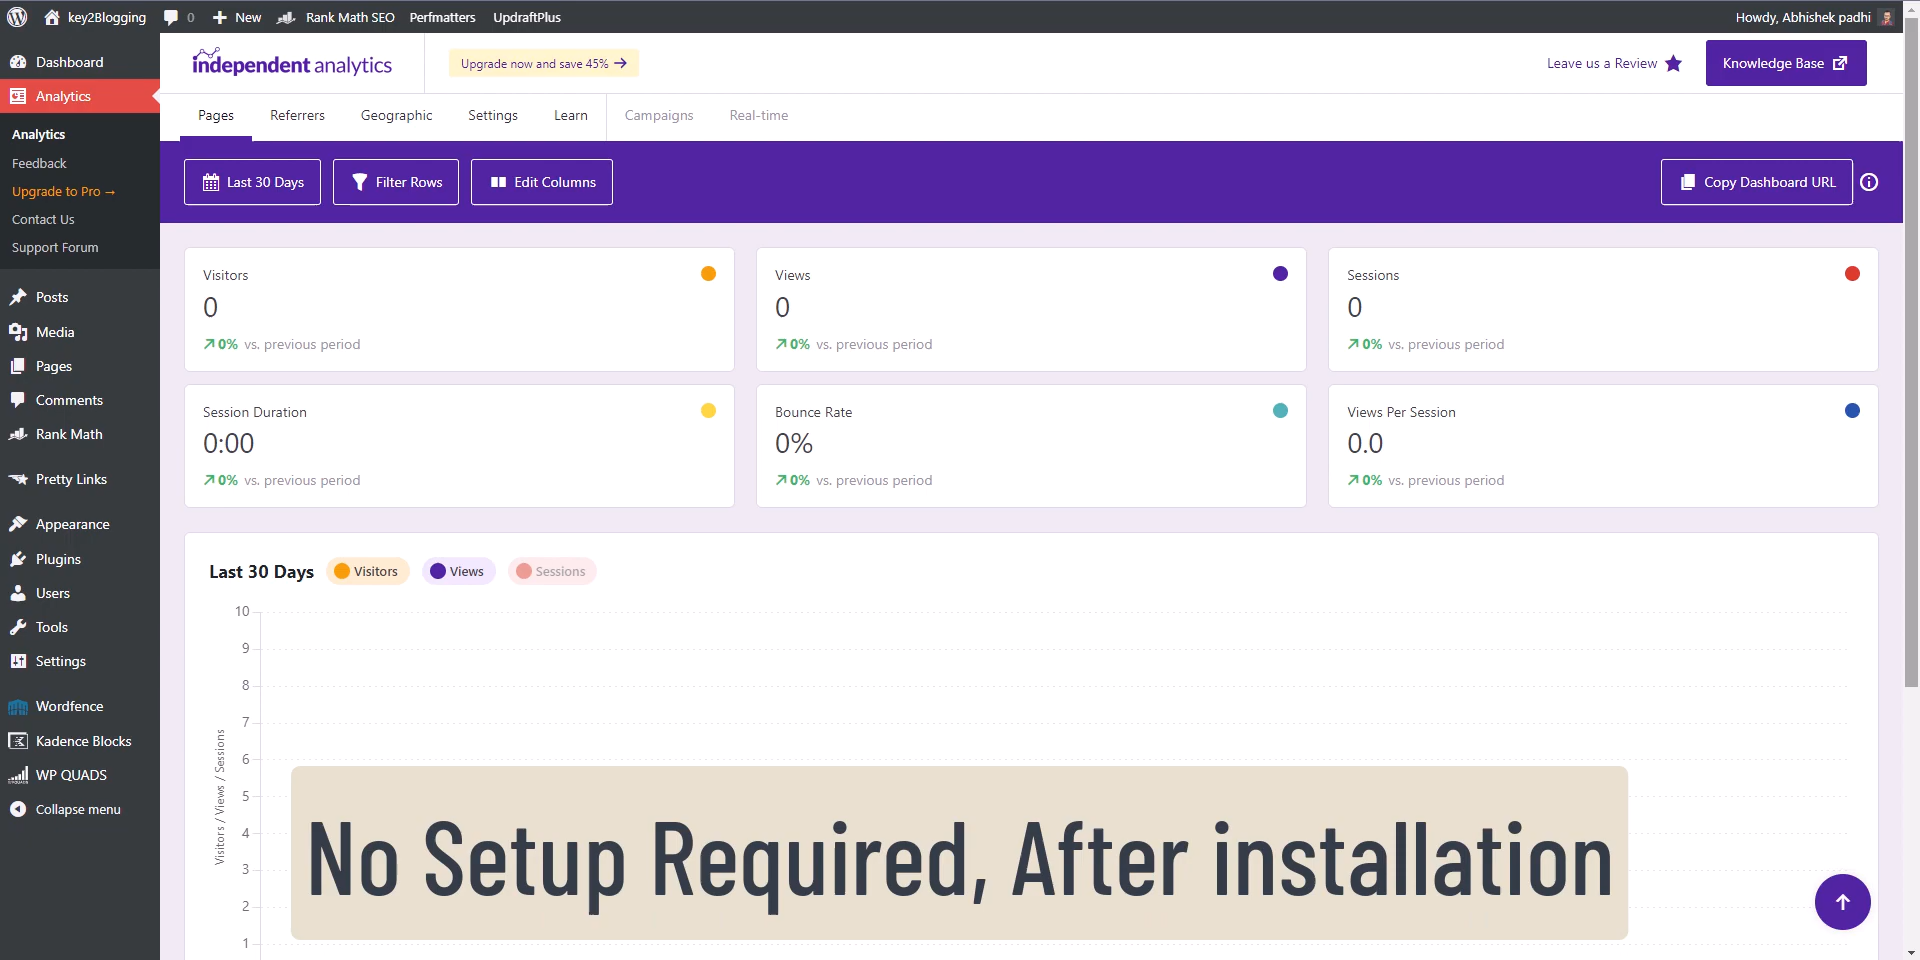 key2Blogging
0
New
Rank Math SEO
Perfmatters
UpdraftPlus
Howdy, Abhishek padhi
Dashboard
Analytics
Analytics
Feedback
Upgrade to Pro →
Contact Us
Support Forum
Posts
Media
Pages
Comments
Rank Math
Pretty Links
Appearance
Plugins
Users
Tools
Settings
Wordfence
Kadence Blocks
WP QUADS
Collapse menu
independent analytics
Upgrade now and save 45% →
Leave us a Review
Knowledge Base
Pages
Referrers
Geographic
Settings
Learn
Campaigns
Real-time
Last 30 Days
Filter Rows
Edit Columns
Copy Dashboard URL
Visitors
0
0% vs. previous period
Views
0
0% vs. previous period
Sessions
0
0% vs. previous period
Session Duration
0:00
0% vs. previous period
Bounce Rate
0%
0% vs. previous period
Views Per Session
0.0
0% vs. previous period
Last 30 Days
Visitors
Views
Sessions
10
9
8
7
6
5
4
3
2
1
Visitors / Views / Sessions
No Setup Required, After installation